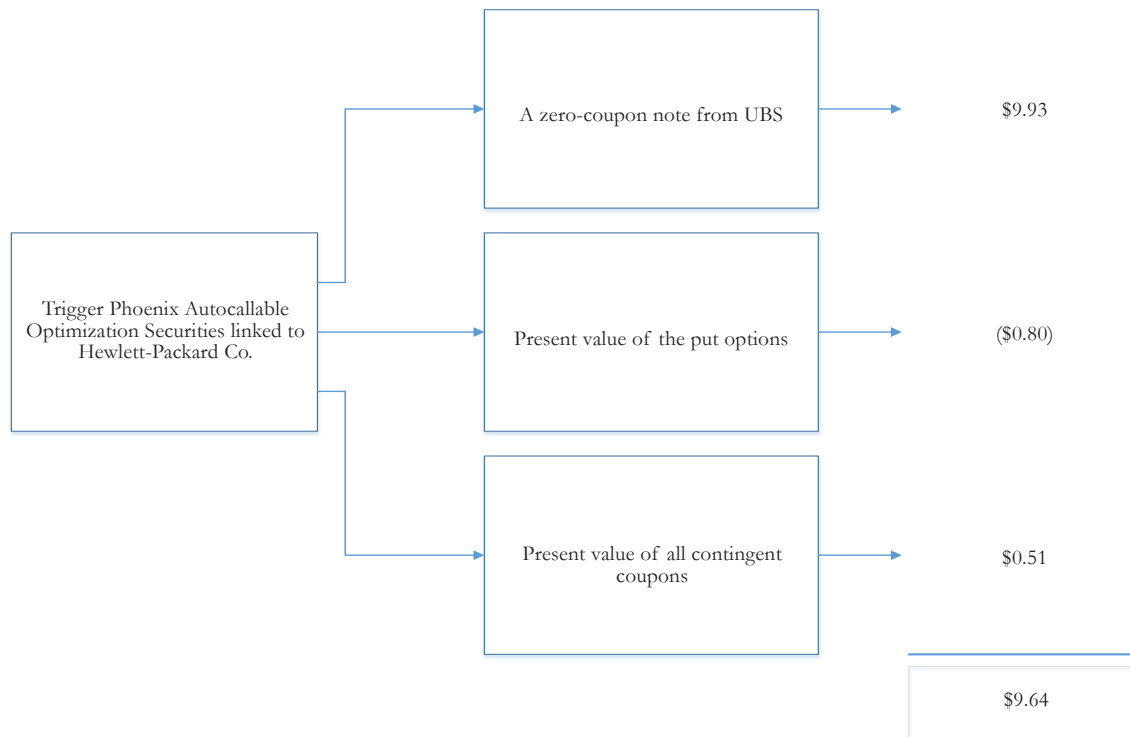 A zero-coupon note from UBS
$9.93
Trigger Phoenix Autocallable
Optimization Securities linked to
Hewlett-Packard Co.
Present value of the put options
($0.80)
Present value of all contingent
coupons
$0.51
$9.64